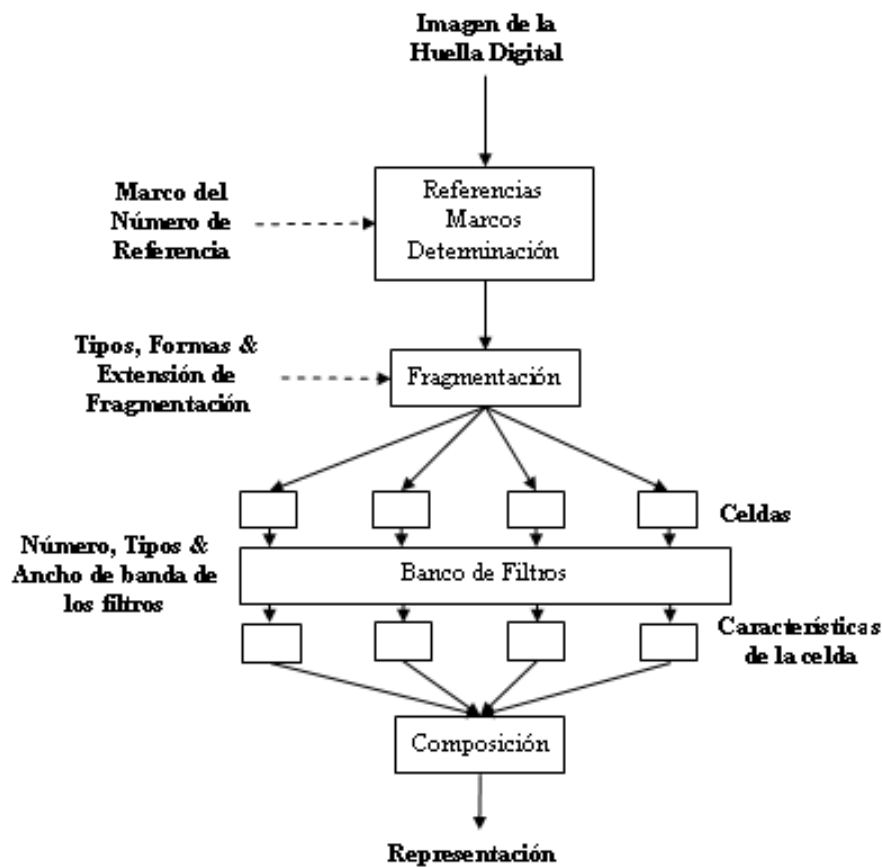 Imagen de la
Huella Digital
Marco del
Número de
Referencia
Referencias
Marcos
Determinación
Tipos, Formas &
Extensión de
Fragmentación
Fragmentación
Celdas
Número, Tipos &
Ancho de banda de
los filtros
Banco de Filtros
Características
de la celda
Composición
Representación